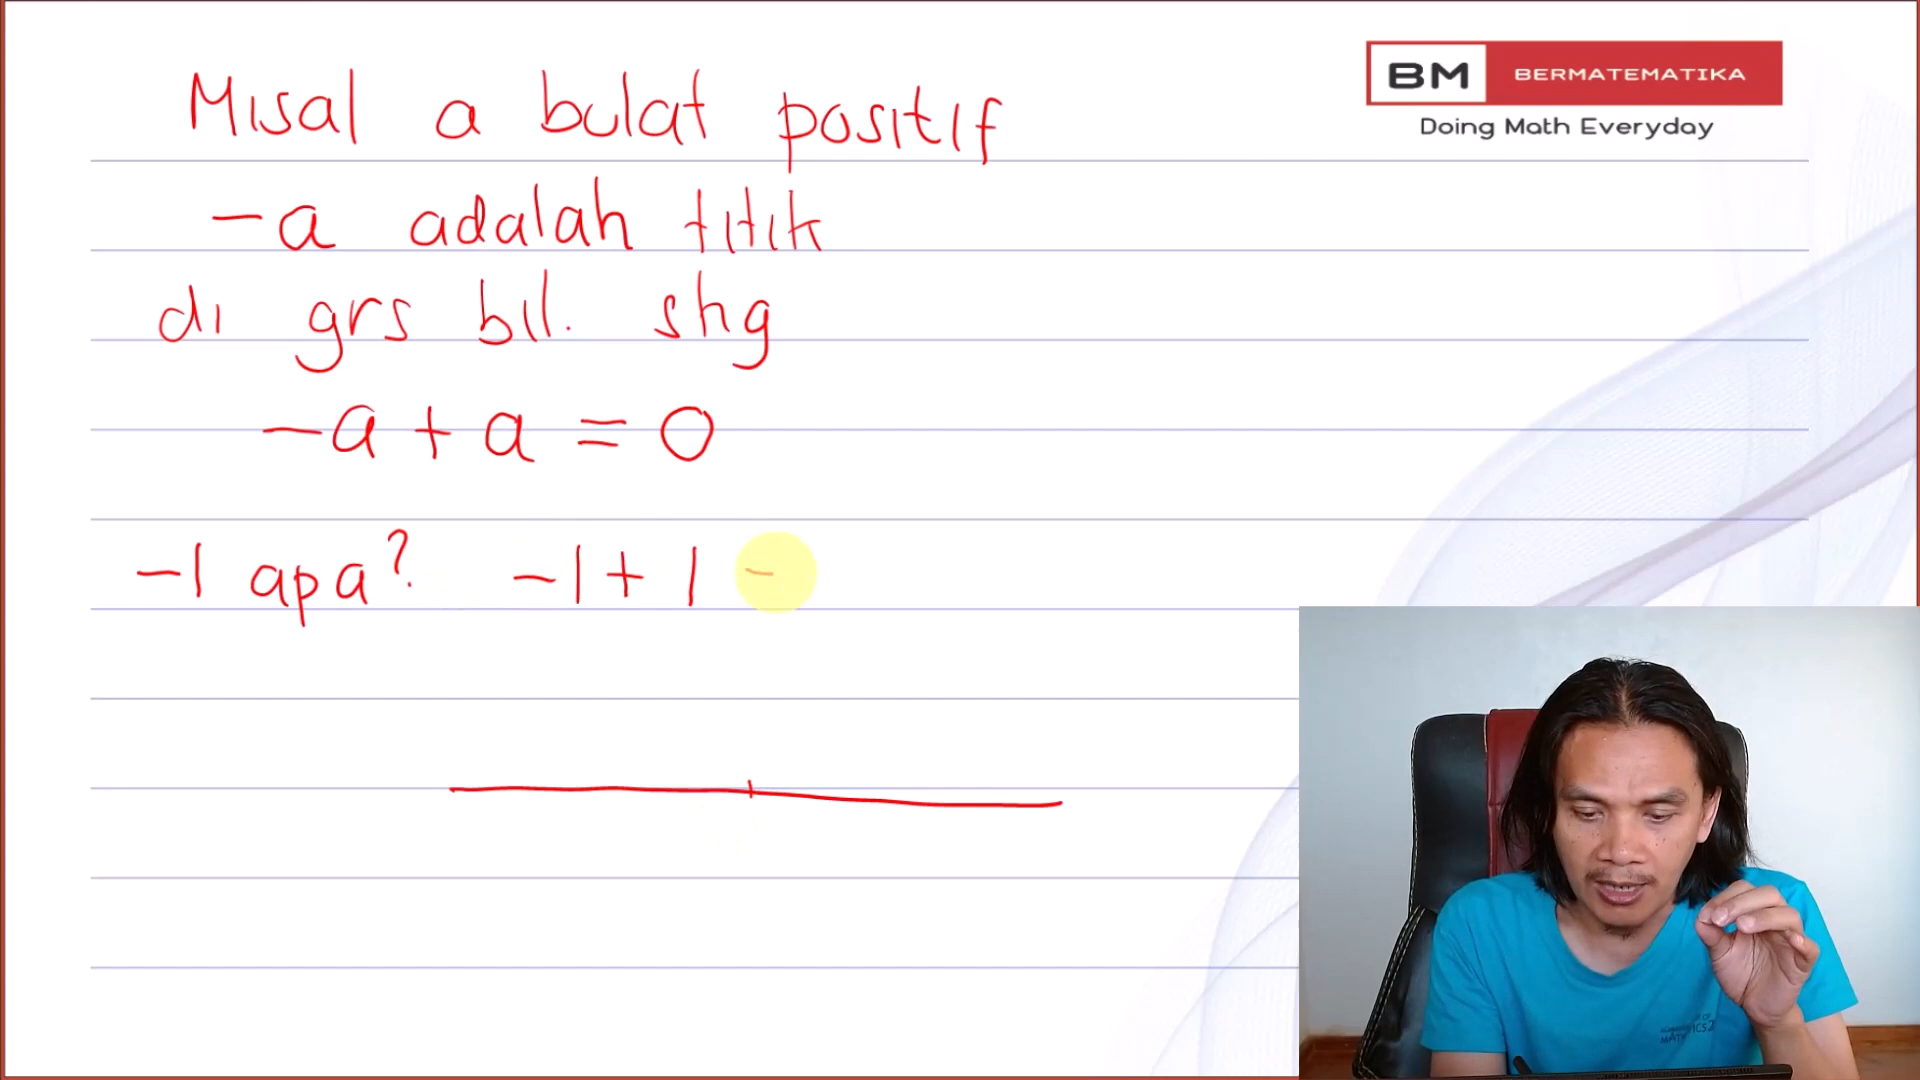 Misal a bulat positif
BM BERMATEMATIKA
Doing Math Everyday
-a adalah titik
di grs bil. shg
-a + a = 0
-1 apa? -1 + 1 -